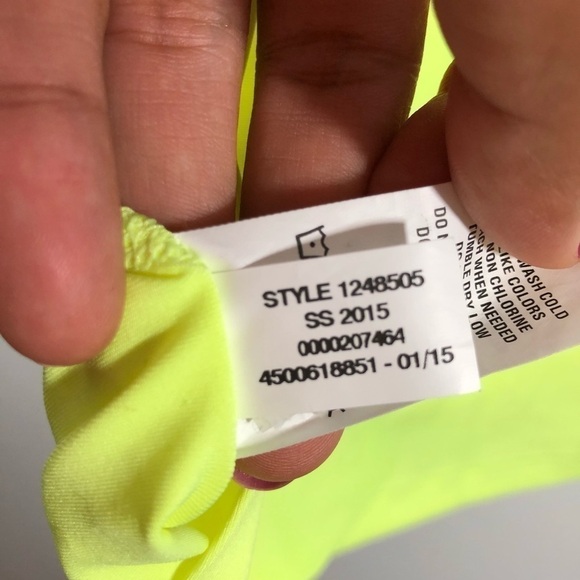 STYLE 1248505
SS 2015
0000207464
4500618851 - 01/15
WASH COLD
LIKE COLORS
NON CHLORINE
WHEN NEEDED
TUMBLE DRY LOW
DO